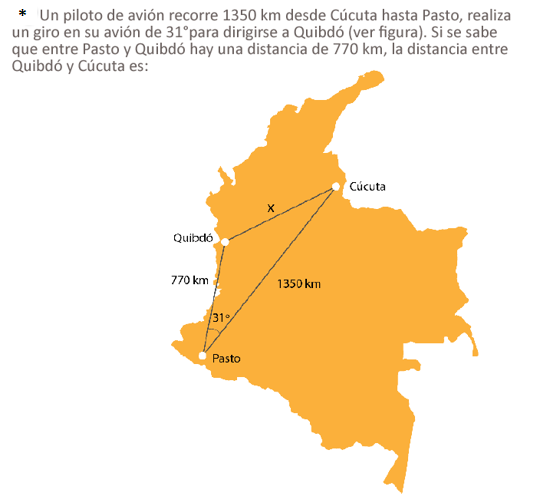 * Un piloto de avión recorre 1350 km desde Cúcuta hasta Pasto, realiza
un giro en su avión de 31°para dirigirse a Quibdó (ver figura). Si se sabe
que entre Pasto y Quibdó hay una distancia de 770 km, la distancia entre
Quibdó y Cúcuta es:
Cúcuta
X
Quibdó
770 km
1350 km
31°
Pasto